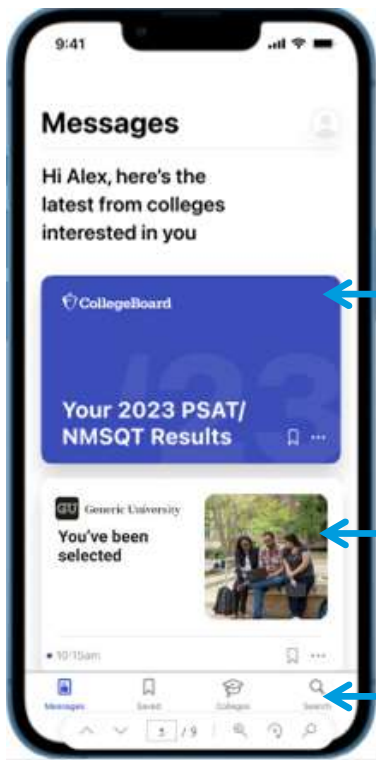 9:41
Messages
Hi Alex, here's the
latest from colleges
interested in you
CollegeBoard
'23
Your 2023 PSAT/
NMSQT Results
GU Generic University
You've been
selected
10:15am
Messages Saved Colleges Search
/ 9